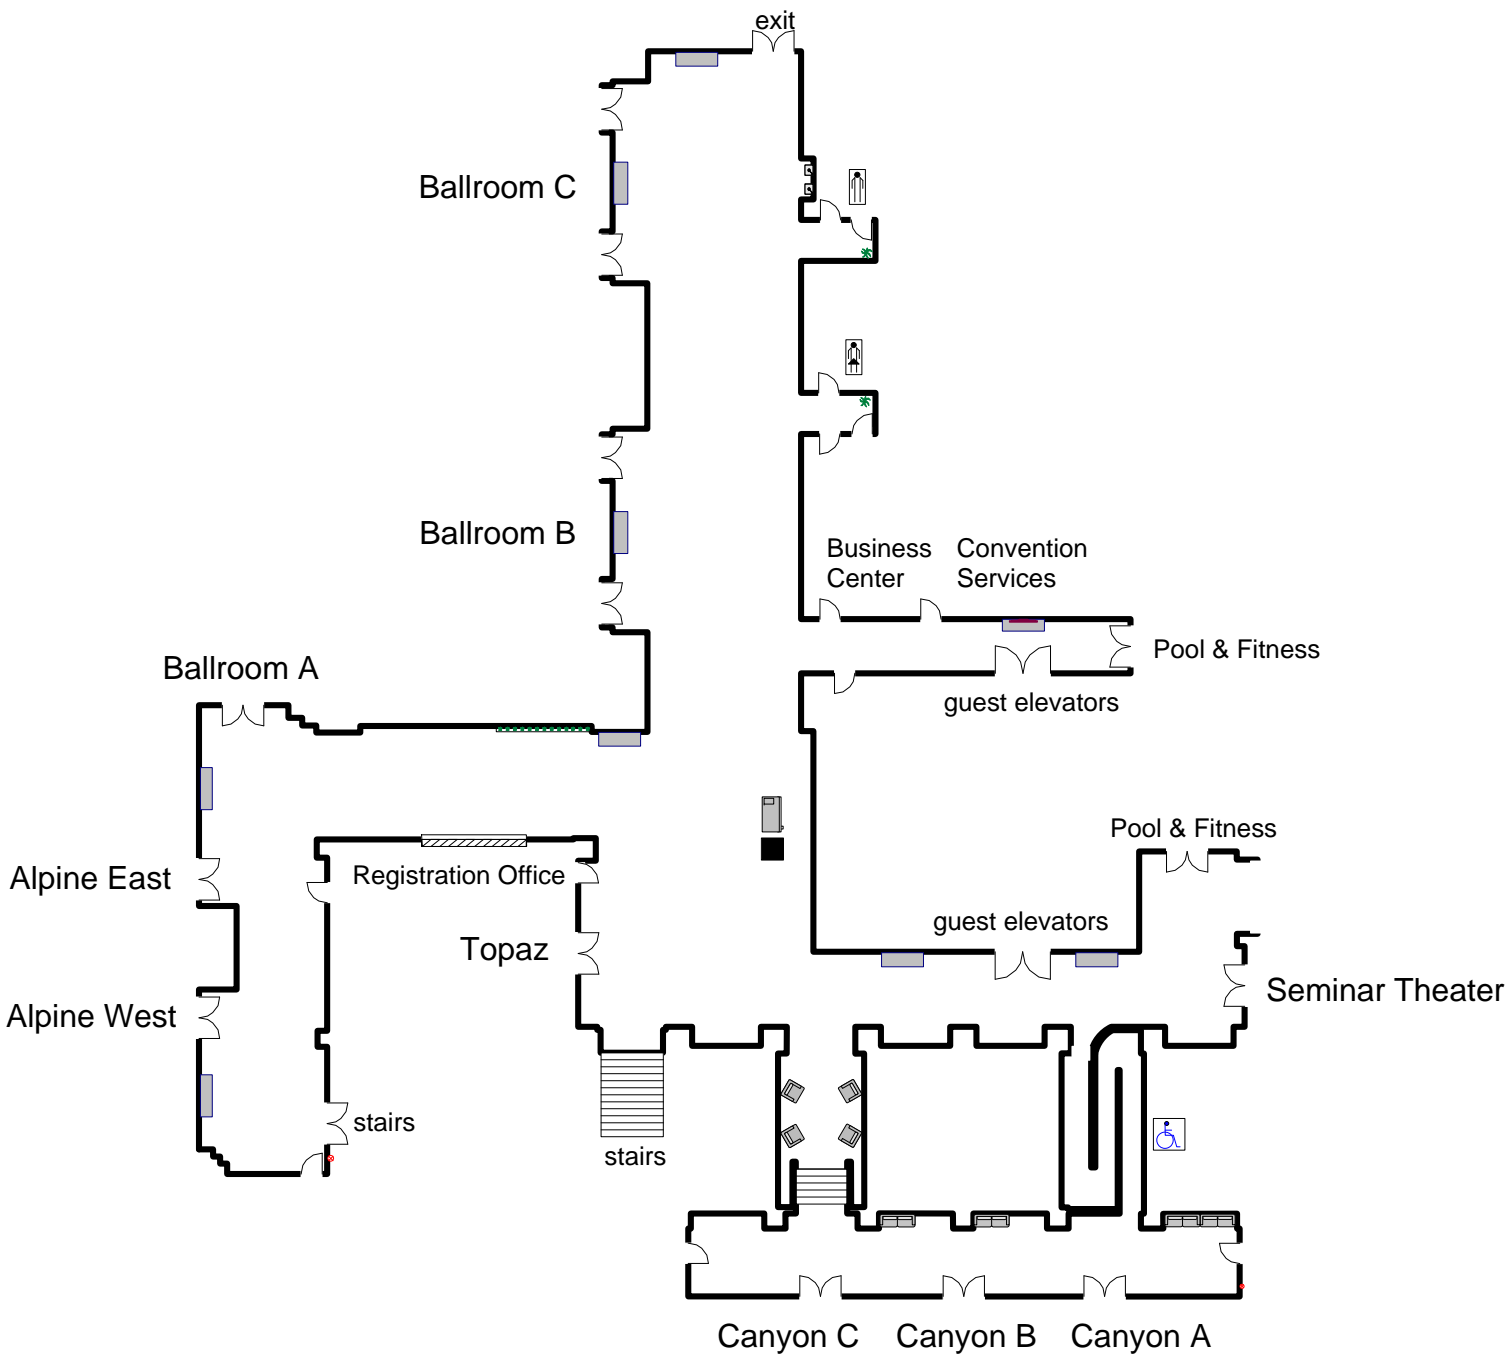 exit
Ballroom C
Ballroom B
Business
Center
Convention
Services
Pool & Fitness
Ballroom A
guest elevators
Pool & Fitness
Alpine East
Registration Office
guest elevators
Topaz
Seminar Theater
Alpine West
stairs
stairs
Canyon C
Canyon B
Canyon A